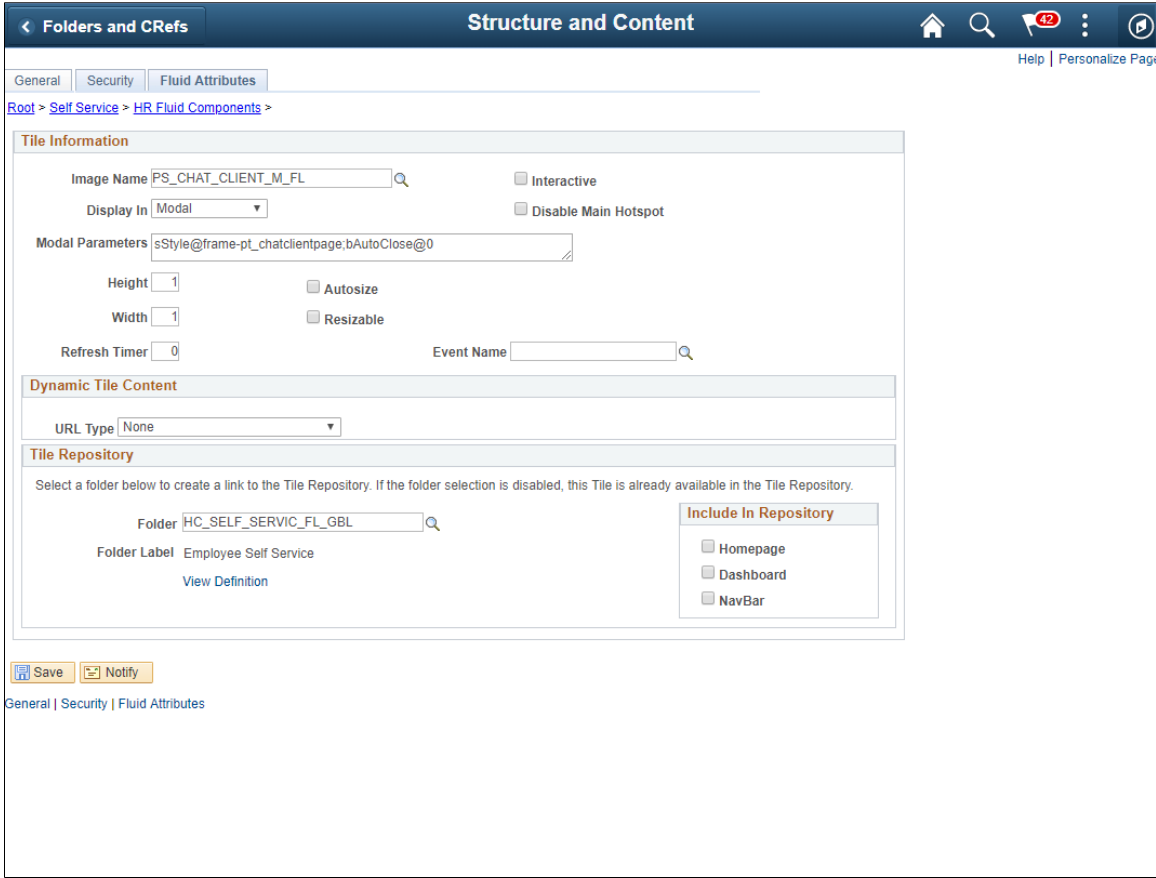 Folders and CRefs
Structure and Content
42
Help | Personalize Page
General Security Fluid Attributes
Root > Self Service > HR Fluid Components >
Tile Information
Image Name PS_CHAT_CLIENT_M_FL
Interactive
Display In Modal
Disable Main Hotspot
Modal Parameters sStyle@frame-pt_chatclientpage;bAutoClose@0
Height 1
Autosize
Width 1
Resizable
Refresh Timer 0
Event Name
Dynamic Tile Content
URL Type None
Tile Repository
Select a folder below to create a link to the Tile Repository. If the folder selection is disabled, this Tile is already available in the Tile Repository.
Folder HC_SELF_SERVIC_FL_GBL
Folder Label Employee Self Service
View Definition
Include In Repository
Homepage
Dashboard
NavBar
Save Notify
General | Security | Fluid Attributes